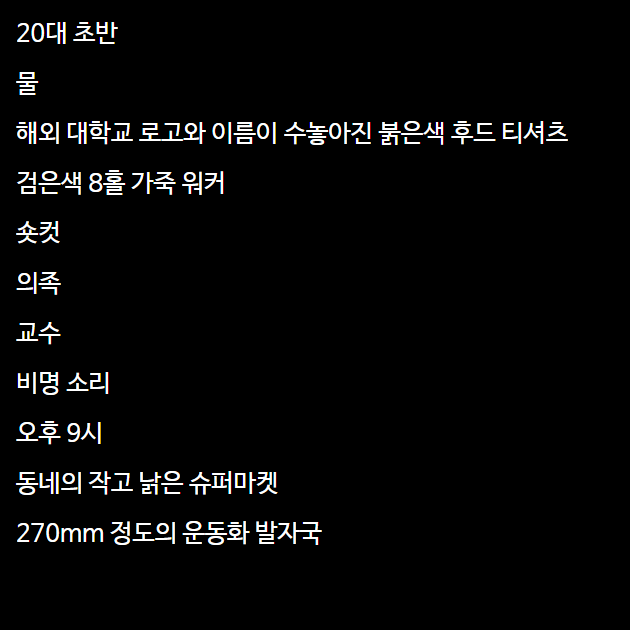 20대 초반
물
해외 대학교 로고와 이름이 수놓아진 붉은색 후드 티셔츠
검은색 8홀 가죽 워커
숏컷
의족
교수
비명 소리
오후 9시
동네의 작고 낡은 슈퍼마켓
270mm 정도의 운동화 발자국